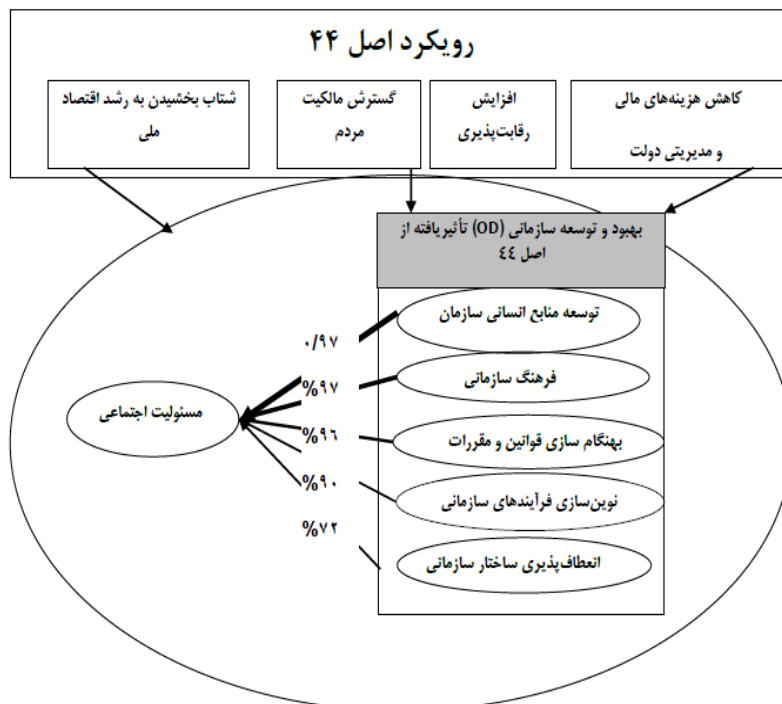 رویکرد اصل ۴۴
کاهش هزینه‌های مالی
و مدیریتی دولت
افزایش
رقابت‌پذیری
گسترش مالکیت
مردم
شتاب بخشیدن به رشد اقتصاد
ملی
بهبود و توسعه سازمانی (OD) تأثیریافته از
اصل ٤٤
توسعه منابع انسانی سازمان
۰/۹۷
فرهنگ سازمانی
%۹۷
بهنگام سازی قوانین و مقررات
%۹٦
نوین‌سازی فرآیندهای سازمانی
%۹۰
انعطاف‌پذیری ساختار سازمانی
%۷۲
مسئولیت اجتماعی